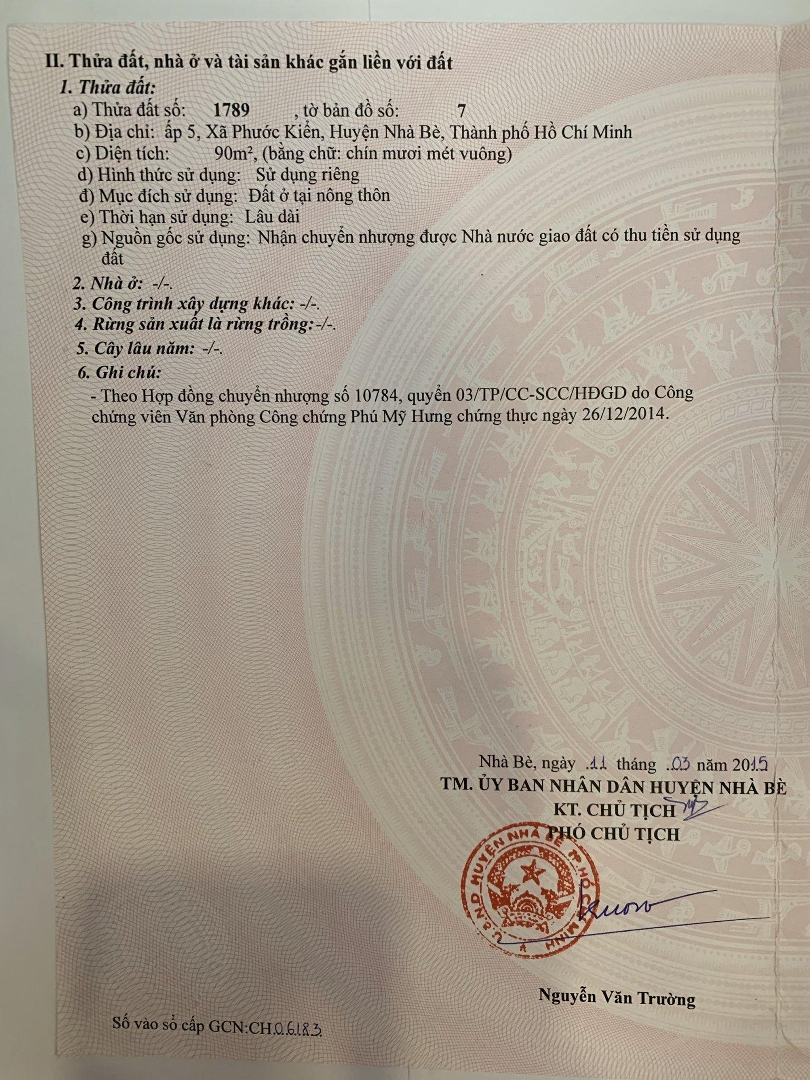 II. Thửa đất, nhà ở và tài sản khác gắn liền với đất
1. Thửa đất:
a) Thửa đất số: 1789 , tờ bản đồ số: 7
b) Địa chỉ: ấp 5, Xã Phước Kiển, Huyện Nhà Bè, Thành phố Hồ Chí Minh
c) Diện tích: 90m², (bằng chữ: chín mươi mét vuông)
d) Hình thức sử dụng: Sử dụng riêng
đ) Mục đích sử dụng: Đất ở tại nông thôn
e) Thời hạn sử dụng: Lâu dài
g) Nguồn gốc sử dụng: Nhận chuyển nhượng được Nhà nước giao đất có thu tiền sử dụng
đất
2. Nhà ở: -/-.
3. Công trình xây dựng khác: -/-.
4. Rừng sản xuất là rừng trồng:-/-.
5. Cây lâu năm: -/-.
6. Ghi chú:
- Theo Hợp đồng chuyển nhượng số 10784, quyển 03/TP/CC-SCC/HĐGD do Công
chứng viên Văn phòng Công chứng Phú Mỹ Hưng chứng thực ngày 26/12/2014.
Nhà Bè, ngày .11 tháng .03 năm 2015
TM. ỦY BAN NHÂN DÂN HUYỆN NHÀ BÈ
KT. CHỦ TỊCH
PHÓ CHỦ TỊCH
U.B.N.D HUYỆN NHÀ BÈ TP.HỒ MINH
Nguyễn Văn Trường
Số vào sổ cấp GCN:CH.06183